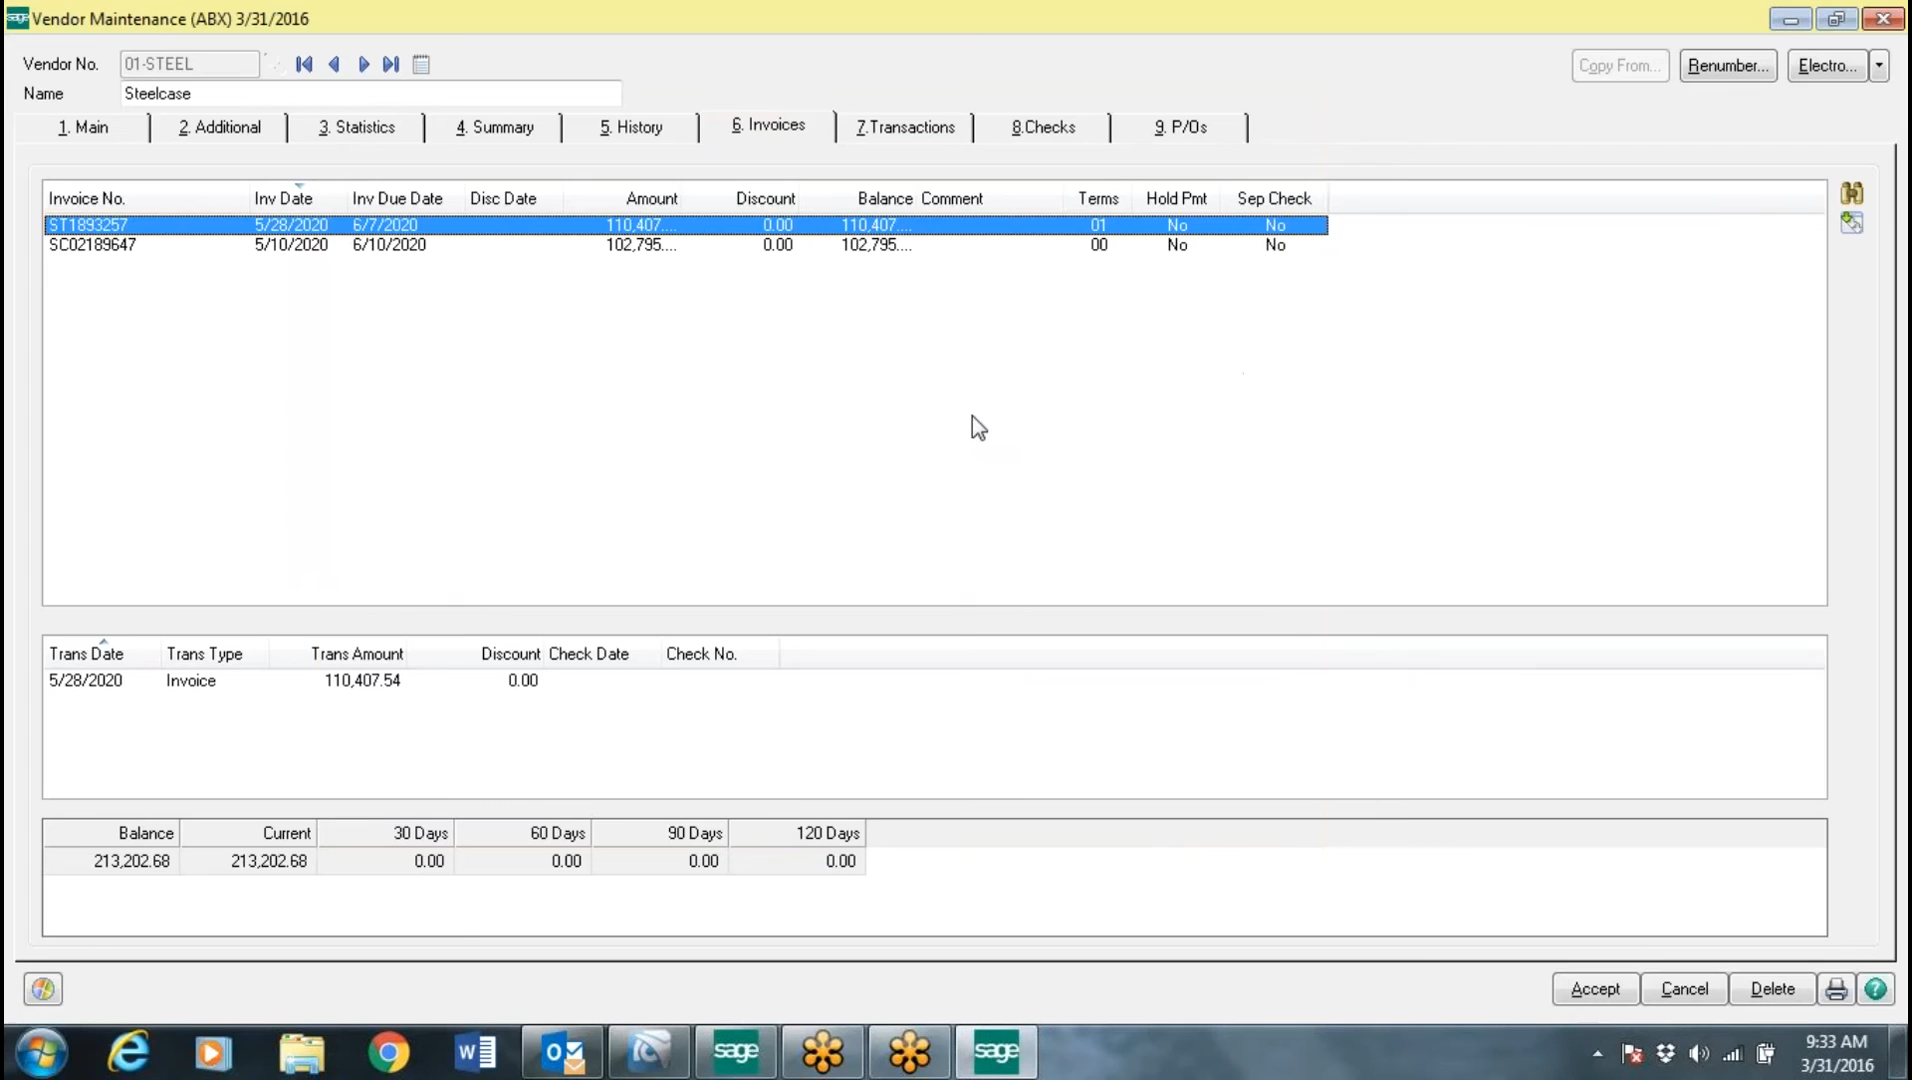 sage Vendor Maintenance (ABX) 3/31/2016
Vendor No. 01-STEEL
Copy From... Renumber... Electro...
Name Steelcase
1. Main 2. Additional 3. Statistics 4. Summary 5. History 6. Invoices 7.Transactions 8.Checks 9. P/Os
Invoice No. Inv Date Inv Due Date Disc Date Amount Discount Balance Comment Terms Hold Pmt Sep Check
ST1893257 5/28/2020 6/7/2020 110,407.... 0.00 110,407.... 01 No No
SC02189647 5/10/2020 6/10/2020 102,795.... 0.00 102,795.... 00 No No
Trans Date Trans Type Trans Amount Discount Check Date Check No.
5/28/2020 Invoice 110,407.54 0.00
Balance Current 30 Days 60 Days 90 Days 120 Days
213,202.68 213,202.68 0.00 0.00 0.00 0.00
Accept Cancel Delete
sage sage
9:33 AM
3/31/2016